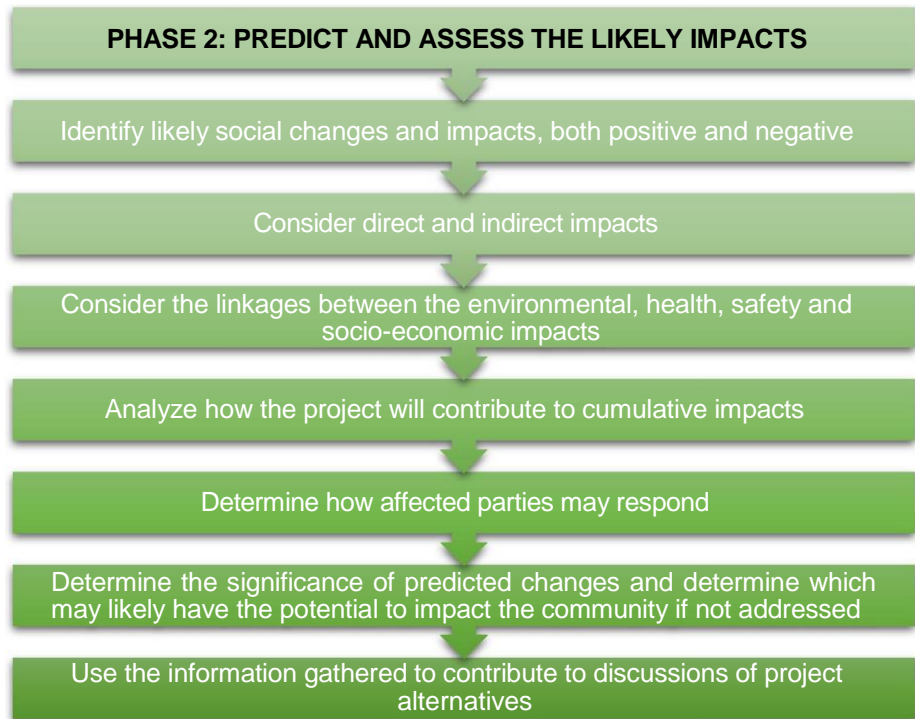 PHASE 2: PREDICT AND ASSESS THE LIKELY IMPACTS
Identify likely social changes and impacts, both positive and negative
Consider direct and indirect impacts
Consider the linkages between the environmental, health, safety and
socio-economic impacts
Analyze how the project will contribute to cumulative impacts
Determine how affected parties may respond
Determine the significance of predicted changes and determine which
may likely have the potential to impact the community if not addressed
Use the information gathered to contribute to discussions of project
alternatives